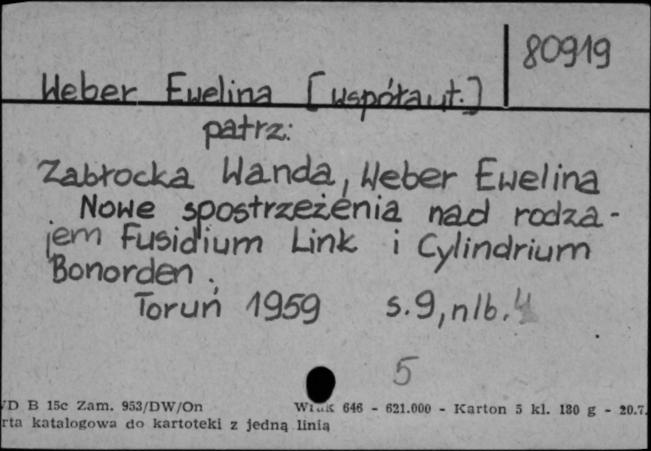 80919
Weber Ewelina [współaut.]
patrz:
Zabłocka Wanda, Weber Ewelina
Nowe spostrzeżenia nad rodza-
jem Fusidium Link i Cylindrium
Bonorden.
Toruń 1959 s.9, nlb.4
5
D B 15c Zam. 953/DW/On 646 - 621.000 - Karton 5 kl. 180 g - 20.7.
rta katalogowa do kartoteki z jedną linią